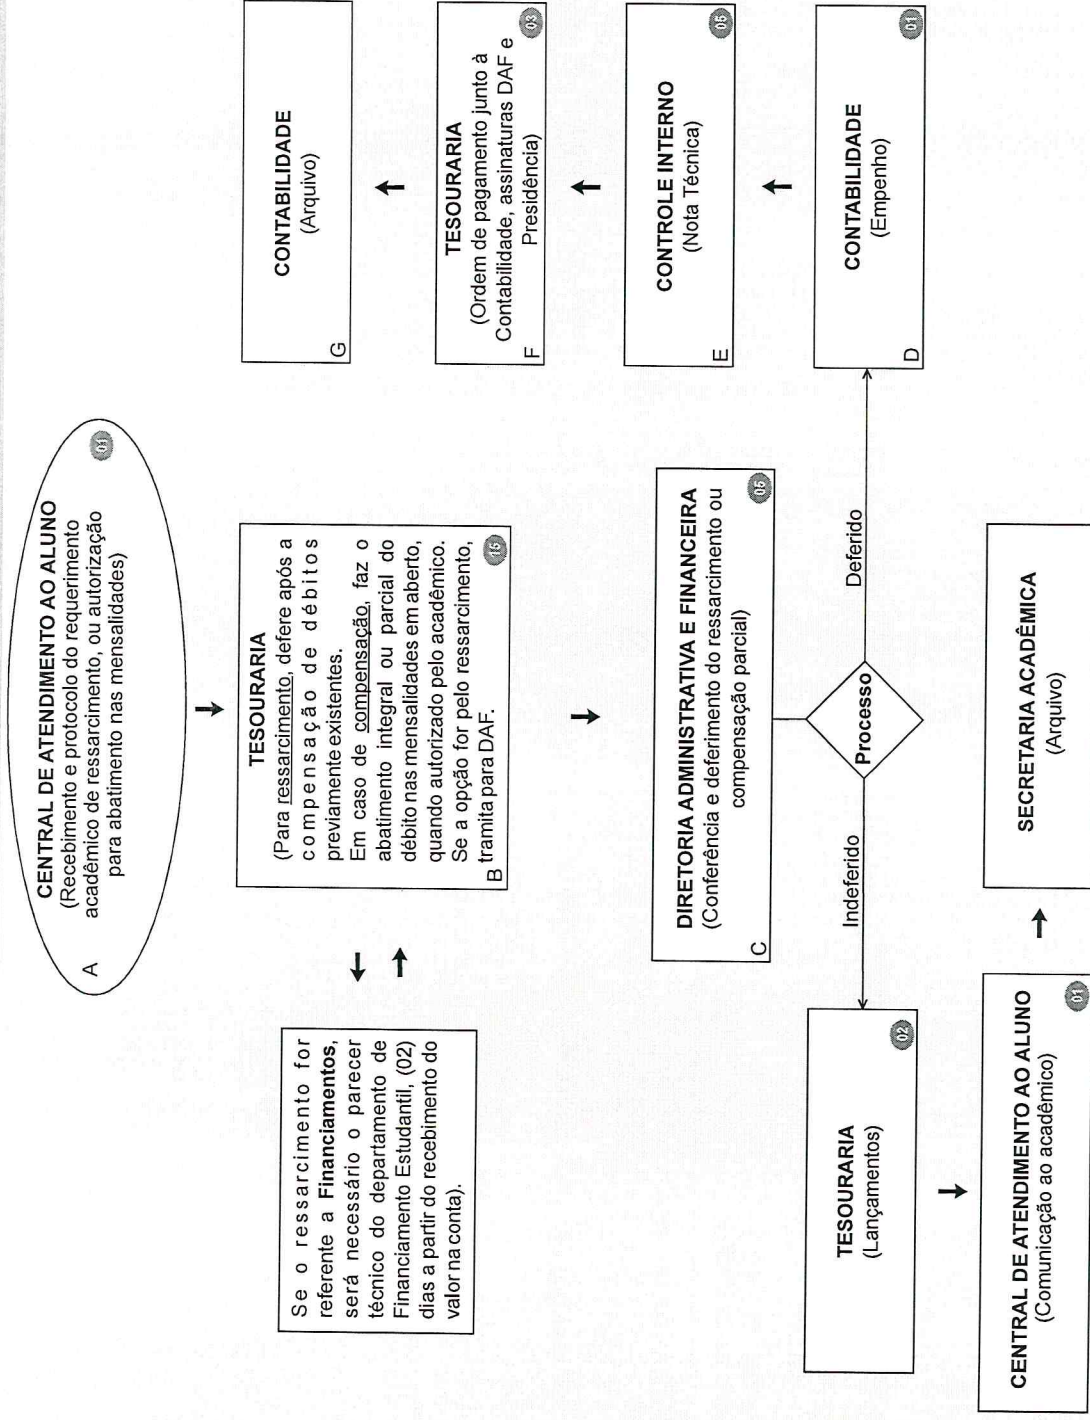 CENTRAL DE ATENDIMENTO AO ALUNO
(Recebimento e protocolo do requerimento
acadêmico de ressarcimento, ou autorização
para abatimento nas mensalidades)
A
TESOURARIA
(Para ressarcimento, defere após a
compensação de débitos
previamente existentes.
Em caso de compensação, faz o
abatimento integral ou parcial do
débito nas mensalidades em aberto,
quando autorizado pelo acadêmico.
Se a opção for pelo ressarcimento,
tramita para DAF.
B
15
Se o ressarcimento for
referente a Financiamentos,
será necessário o parecer
técnico do departamento de
Financiamento Estudantil, (02)
dias a partir do recebimento do
valor na conta).
DIRETORIA ADMINISTRATIVA E FINANCEIRA
(Conferência e deferimento do ressarcimento ou
compensação parcial)
C
05
Processo
Indeferido
Deferido
TESOURARIA
(Lançamentos)
02
CENTRAL DE ATENDIMENTO AO ALUNO
(Comunicação ao acadêmico)
01
SECRETARIA ACADÊMICA
(Arquivo)
CONTABILIDADE
(Empenho)
D
01
CONTROLE INTERNO
(Nota Técnica)
E
05
TESOURARIA
(Ordem de pagamento junto à
Contabilidade, assinaturas DAF e
Presidência)
F
03
CONTABILIDADE
(Arquivo)
G